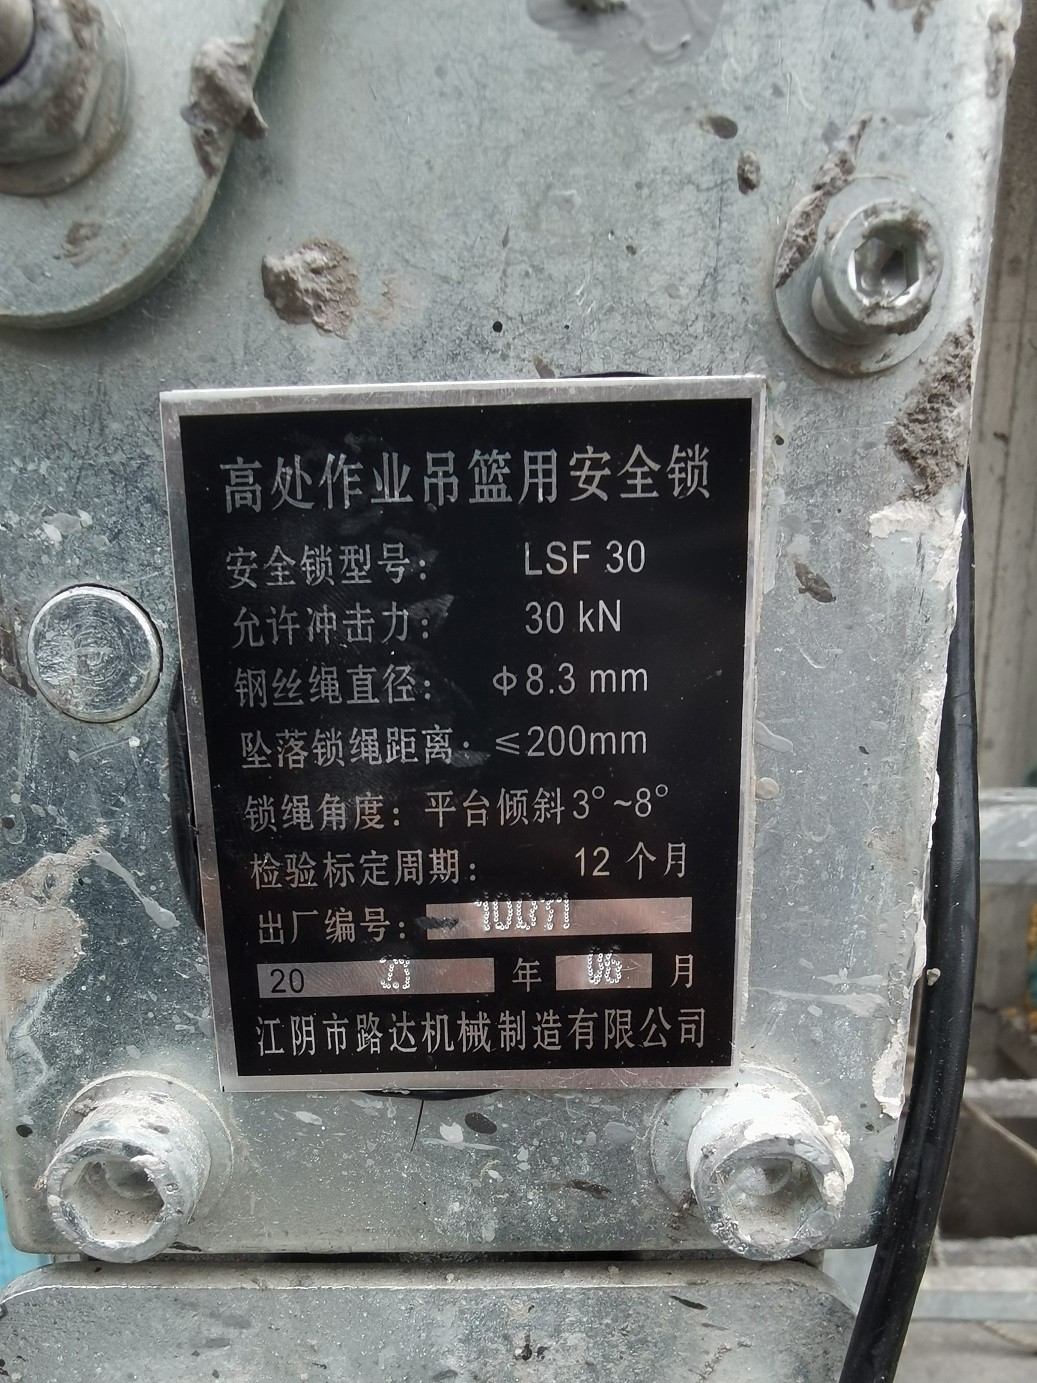 高处作业吊篮用安全锁
安全锁型号: LSF 30
允许冲击力: 30 kN
钢丝绳直径: ф8.3 mm
坠落锁绳距离: ≤200mm
锁绳角度: 平台倾斜3°~8°
检验标定周期: 12 个月
出厂编号:
20 年 06 月
江阴市路达机械制造有限公司